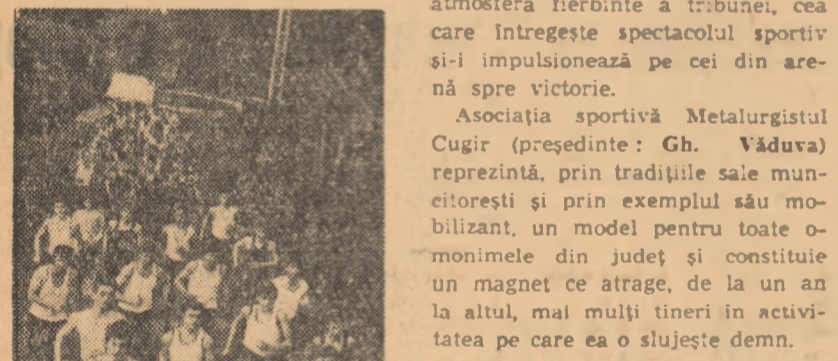 atmosfera fierbinte a tribunei, cea
care întregește spectacolul sportiv
și-i impulsionează pe cei din are-
nă spre victorie.
Asociația sportivă Metalurgistul
Cugir (președinte : Gh. Văduva)
reprezintă, prin tradițiile sale mun-
citorești și prin exemplul său mo-
bilizant, un model pentru toate o-
monimele din județ și constituie
un magnet ce atrage, de la un an
la altul, mai mulți tineri in activi-
tatea pe care ea o slujește demn.